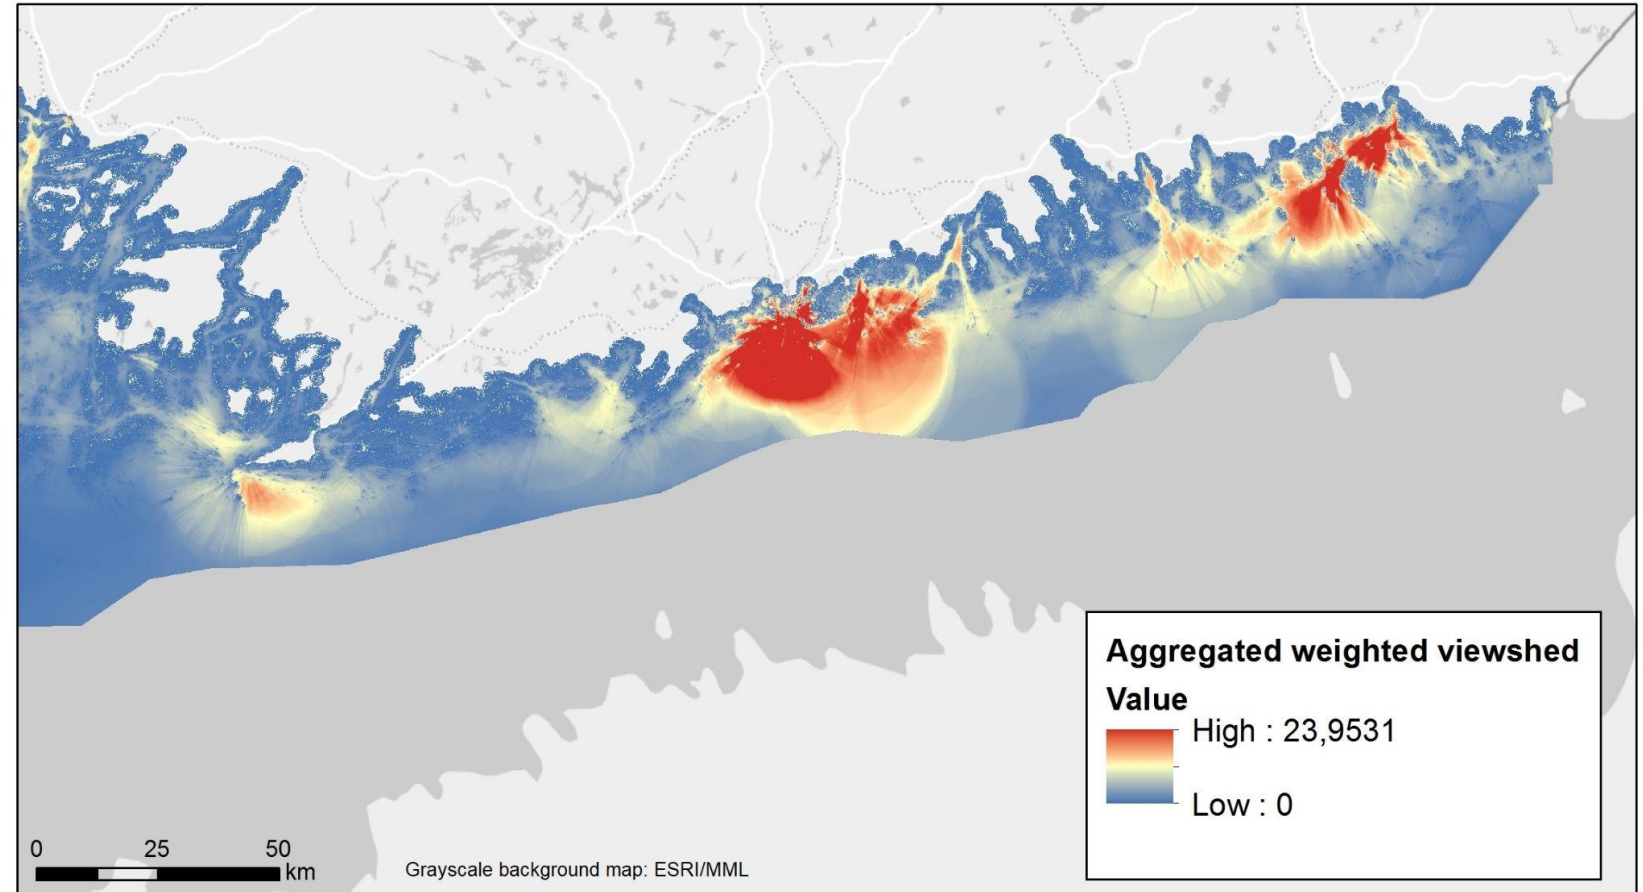 Aggregated weighted viewshed
Value
High : 23,9531
Low : 0
0 25 50
km
Grayscale background map: ESRI/MML